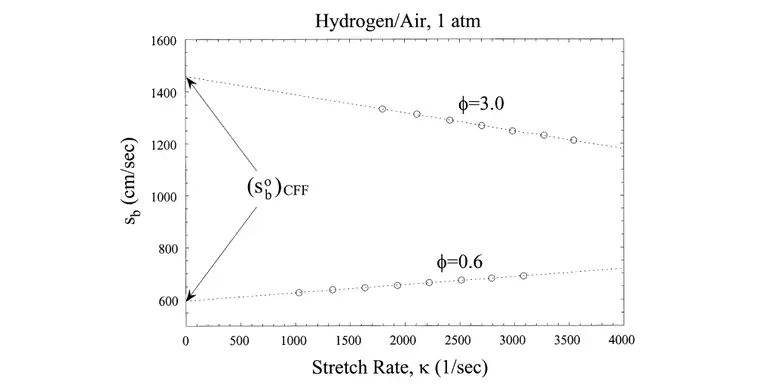 Hydrogen/Air, 1 atm
1600
1400
1200
1000
800
600
s_b (cm/sec)
ϕ=3.0
(s_b^o)_CFF
ϕ=0.6
0 500 1000 1500 2000 2500 3000 3500 4000
Stretch Rate, κ (1/sec)